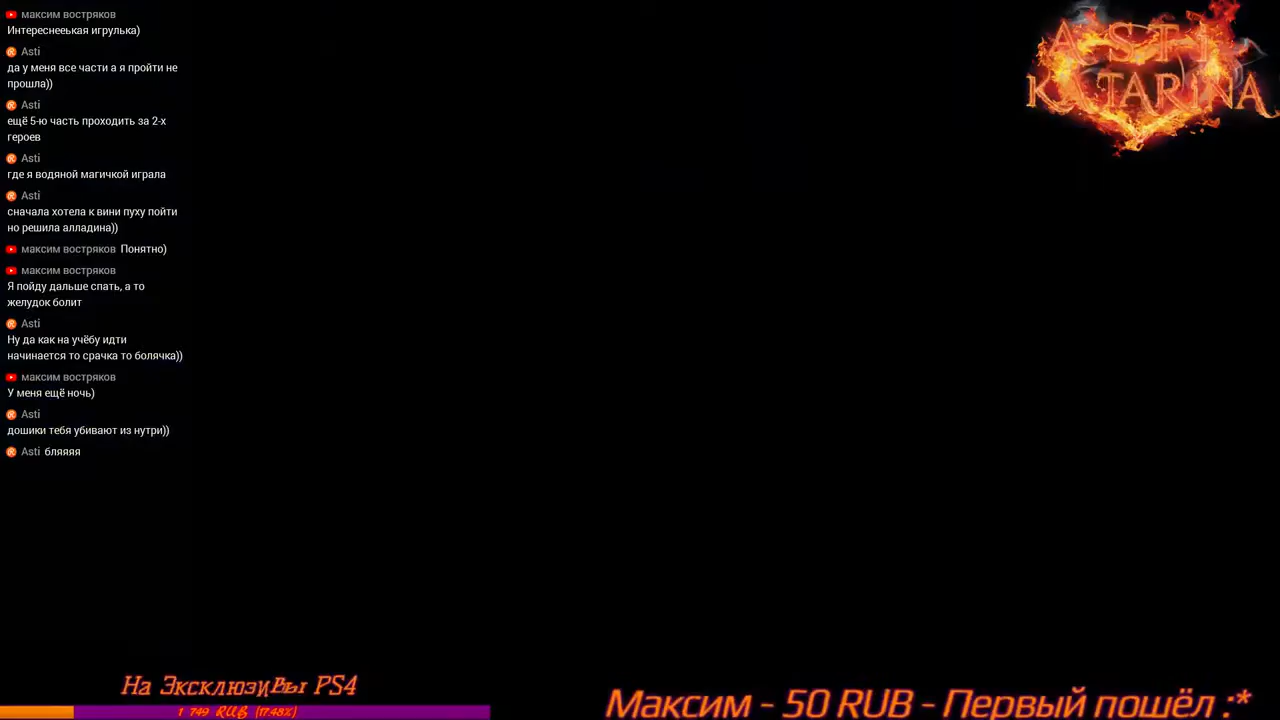 максим востряков
Интереснееькая игрулька)
Asti
да у меня все части а я пройти не
прошла))
Asti
ещё 5-ю часть проходить за 2-х
героев
Asti
где я водяной магичкой играла
Asti
сначала хотела к вини пуху пойти
но решила алладина))
максим востряков Понятно)
максим востряков
Я пойду дальше спать, а то
желудок болит
Asti
Ну да как на учёбу идти
начинается то срачка то болячка))
максим востряков
У меня ещё ночь)
Asti
дошики тебя убивают из нутри))
Asti бляяяя
ASTI
KATARINA
На Эксклюзивы PS4
1 749 RUB (17.48%)
Максим - 50 RUB - Первый пошёл :*